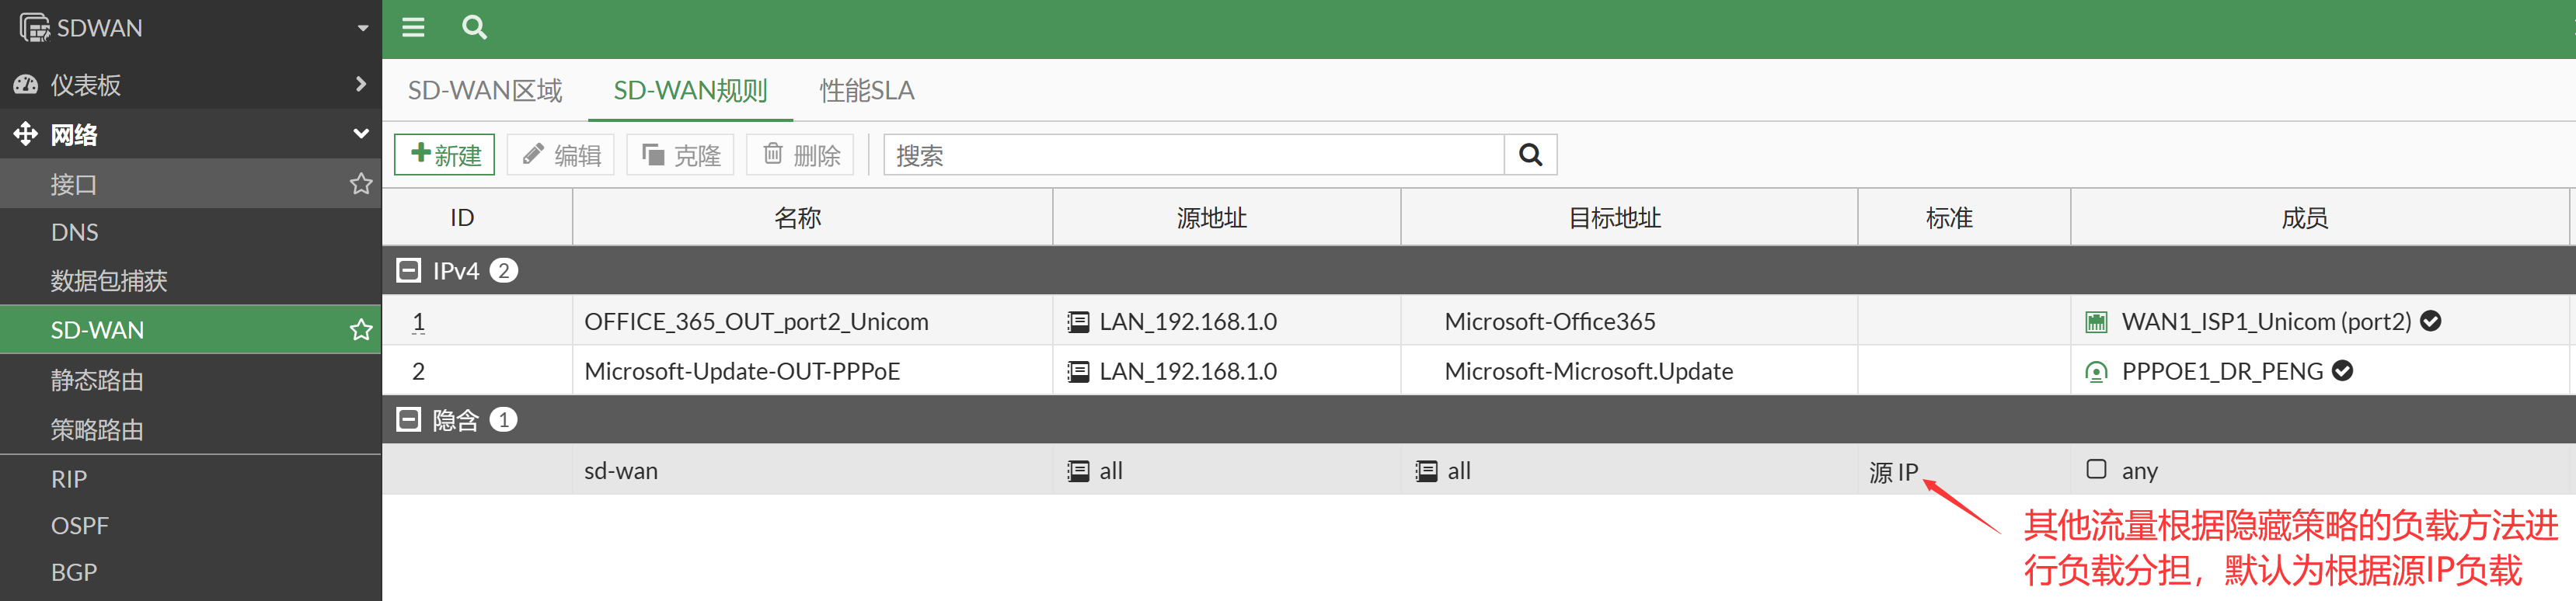 SDWAN
仪表板
网络
接口
DNS
数据包捕获
SD-WAN
静态路由
策略路由
RIP
OSPF
BGP
SD-WAN区域 SD-WAN规则 性能SLA
新建 编辑 克隆 删除 搜索
ID 名称 源地址 目标地址 标准 成员
IPv4 2
1 OFFICE_365_OUT_port2_Unicom LAN_192.168.1.0 Microsoft-Office365 WAN1_ISP1_Unicom (port2)
2 Microsoft-Update-OUT-PPPoE LAN_192.168.1.0 Microsoft-Microsoft.Update PPPOE1_DR_PENG
隐含 1
sd-wan all all 源 IP any
其他流量根据隐藏策略的负载方法进
行负载分担，默认为根据源IP负载